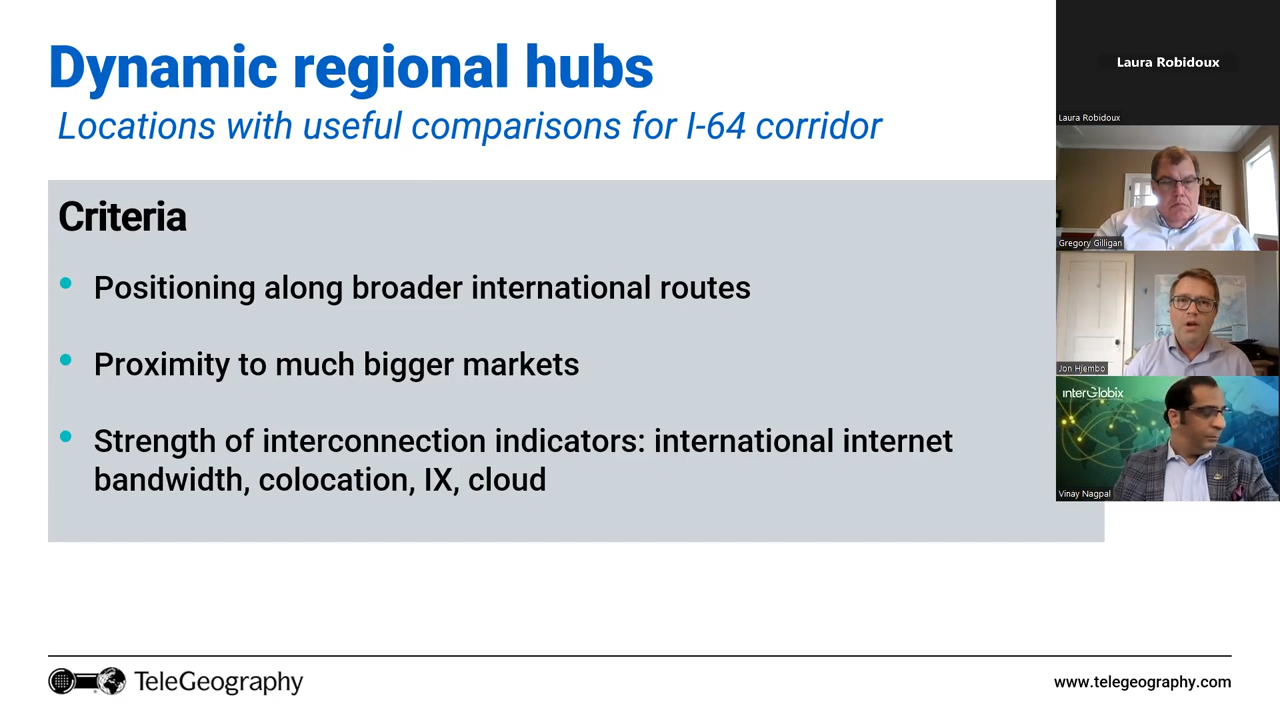 Dynamic regional hubs
Locations with useful comparisons for I-64 corridor
Criteria
• Positioning along broader international routes
• Proximity to much bigger markets
• Strength of interconnection indicators: international internet
bandwidth, colocation, IX, cloud
TeleGeography
www.telegeography.com
Laura Robidoux
Laura Robidoux
Gregory Gilligan
Jon Hjembo
interGlobix
Vinay Nagpal